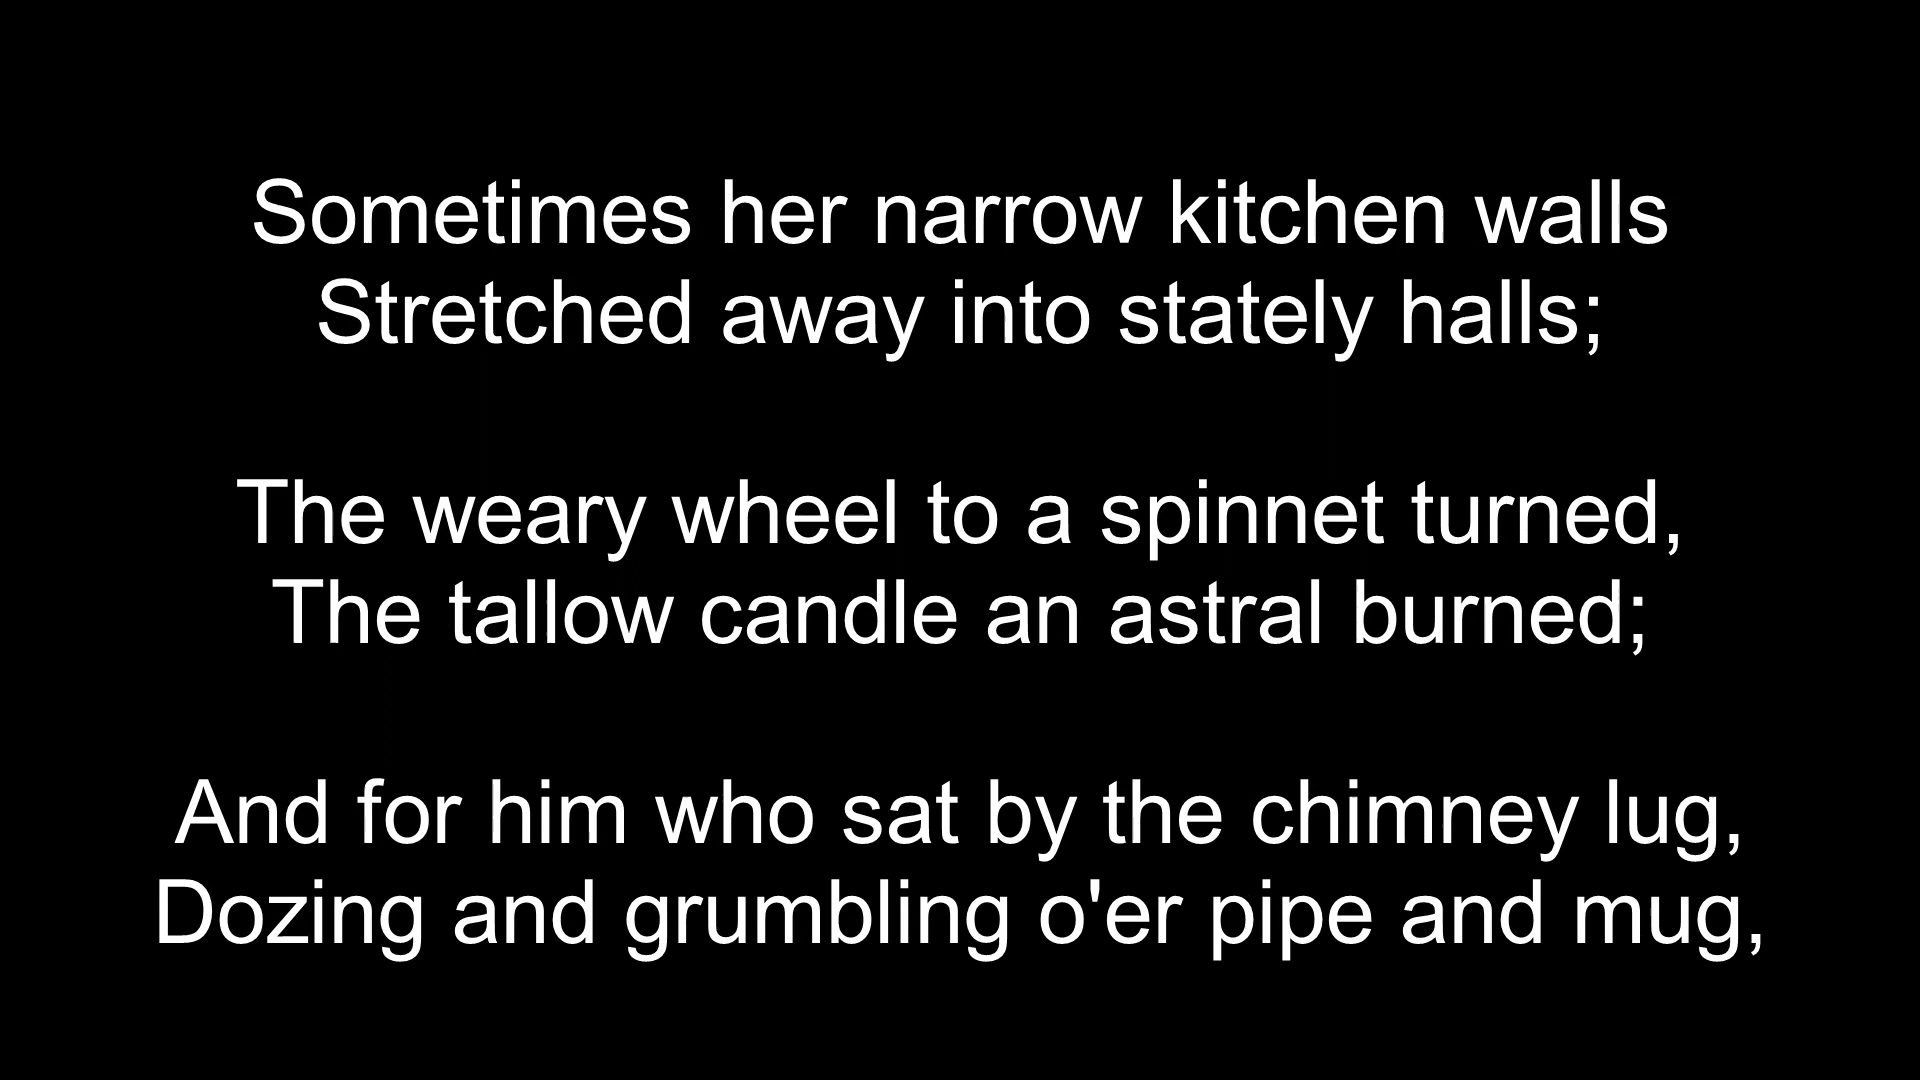 Sometimes her narrow kitchen walls
Stretched away into stately halls;
The weary wheel to a spinnet turned,
The tallow candle an astral burned;
And for him who sat by the chimney lug,
Dozing and grumbling o'er pipe and mug,